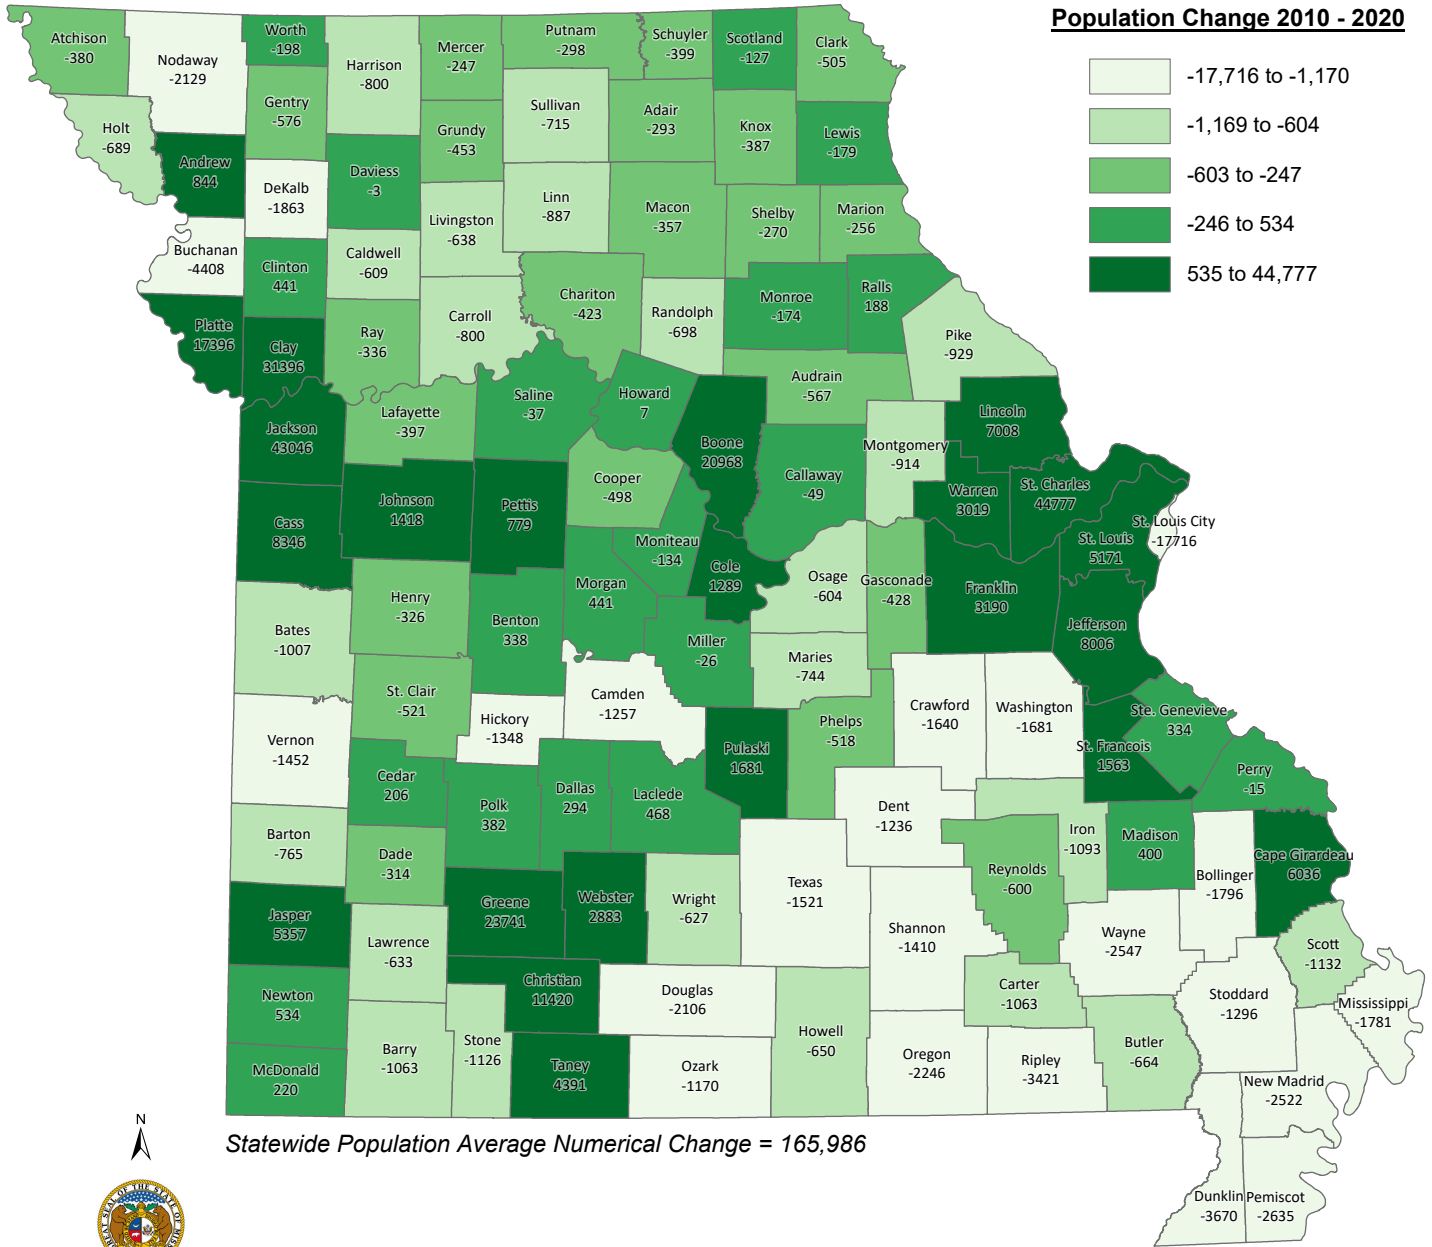 Population Change 2010 - 2020
-17,716 to -1,170
-1,169 to -604
-603 to -247
-246 to 534
535 to 44,777
Atchison
-380
Nodaway
-2129
Worth
-198
Harrison
-800
Mercer
-247
Putnam
-298
Schuyler
-399
Scotland
-127
Clark
-505
Holt
-689
Gentry
-576
Andrew
844
DeKalb
-1863
Daviess
-3
Grundy
-453
Sullivan
-715
Adair
-293
Knox
-387
Lewis
-179
Buchanan
-4408
Clinton
441
Caldwell
-609
Livingston
-638
Linn
-887
Macon
-357
Shelby
-270
Marion
-256
Platte
17396
Clay
31396
Ray
-336
Carroll
-800
Chariton
-423
Randolph
-698
Monroe
-174
Ralls
188
Pike
-929
Jackson
43046
Lafayette
-397
Saline
-37
Howard
7
Boone
20968
Audrain
-567
Callaway
-49
Montgomery
-914
Lincoln
7008
Warren
3019
St. Charles
44777
St. Louis City
-17716
St. Louis
5171
Cass
8346
Johnson
1418
Pettis
779
Cooper
-498
Moniteau
-134
Cole
1289
Osage
-604
Gasconade
-428
Franklin
3190
Jefferson
8006
Bates
-1007
Henry
-326
Benton
338
Morgan
441
Miller
-26
Maries
-744
St. Clair
-521
Hickory
-1348
Camden
-1257
Pulaski
1681
Phelps
-518
Crawford
-1640
Washington
-1681
St. Francois
1563
Ste. Genevieve
334
Perry
-15
Vernon
-1452
Cedar
206
Polk
382
Dallas
294
Laclede
468
Dent
-1236
Iron
-1093
Madison
400
Bollinger
-1796
Cape Girardeau
6036
Barton
-765
Dade
-314
Greene
23741
Webster
2883
Wright
-627
Texas
-1521
Shannon
-1410
Reynolds
-600
Wayne
-2547
Scott
-1132
Jasper
5357
Lawrence
-633
Christian
11420
Douglas
-2106
Howell
-650
Carter
-1063
Stoddard
-1296
Mississippi
-1781
Newton
534
McDonald
220
Barry
-1063
Stone
-1126
Taney
4391
Ozark
-1170
Oregon
-2246
Ripley
-3421
Butler
-664
New Madrid
-2522
Dunklin
-3670
Pemiscot
-2635
N
Statewide Population Average Numerical Change = 165,986